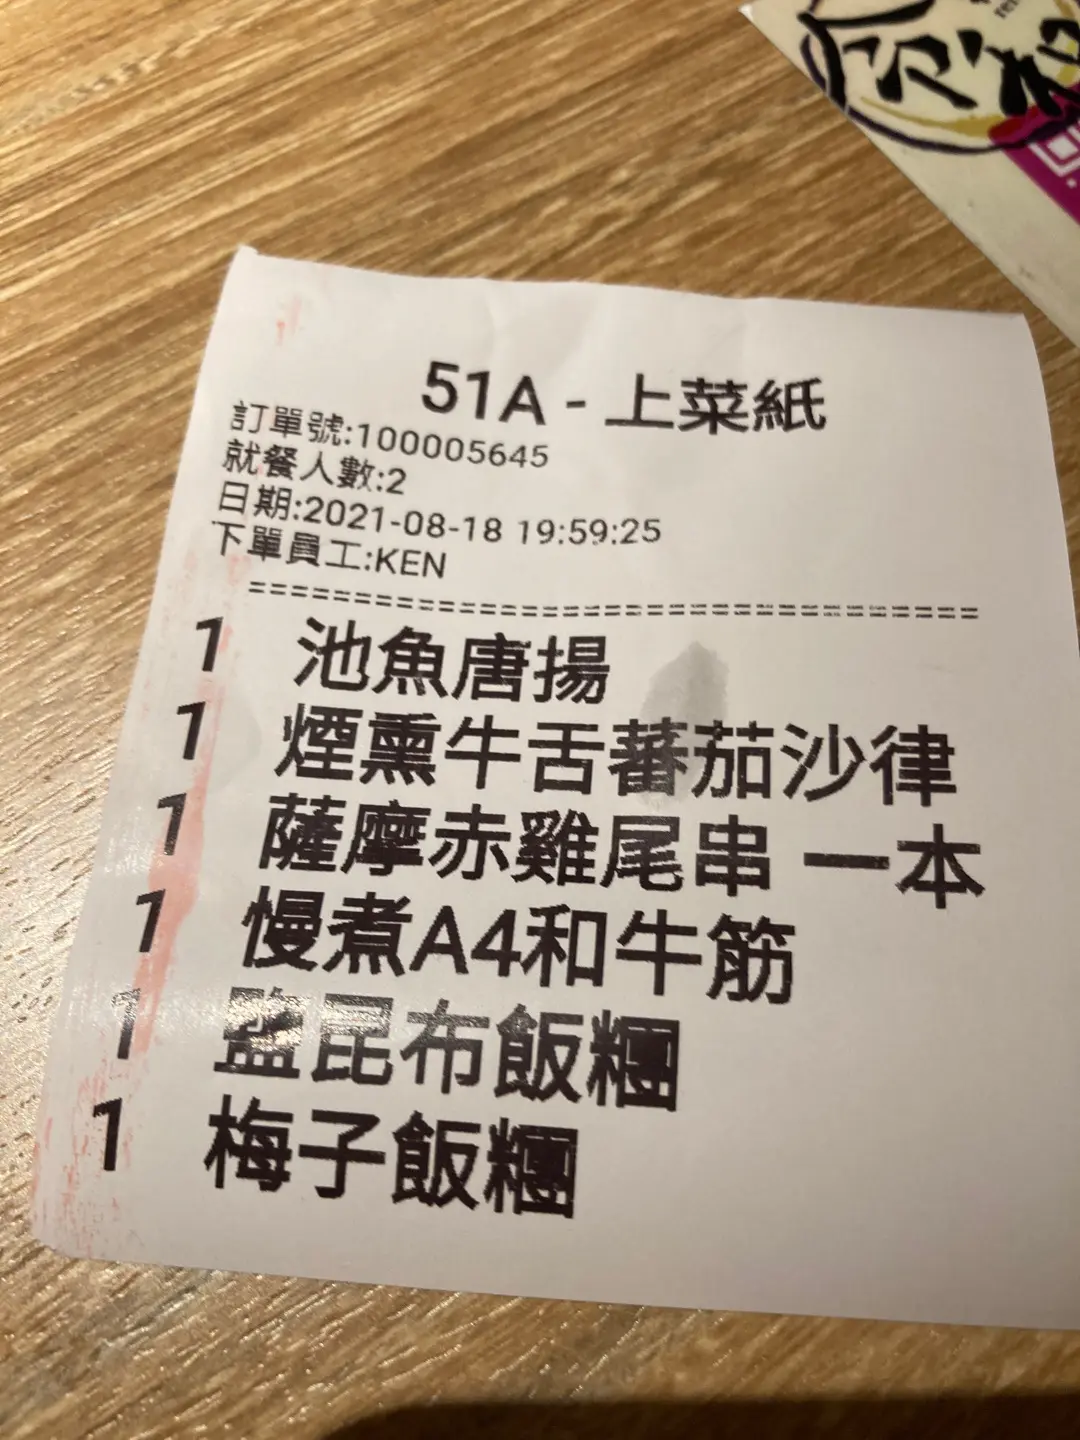 51A - 上菜紙
訂單號:100005645
就餐人數:2
日期:2021-08-18 19:59:25
下單員工:KEN
=======================================
1 池魚唐揚
1 煙熏牛舌蕃茄沙律
1 薩摩赤雞尾串 一本
1 慢煮A4和牛筋
1 盬昆布飯糰
1 梅子飯糰